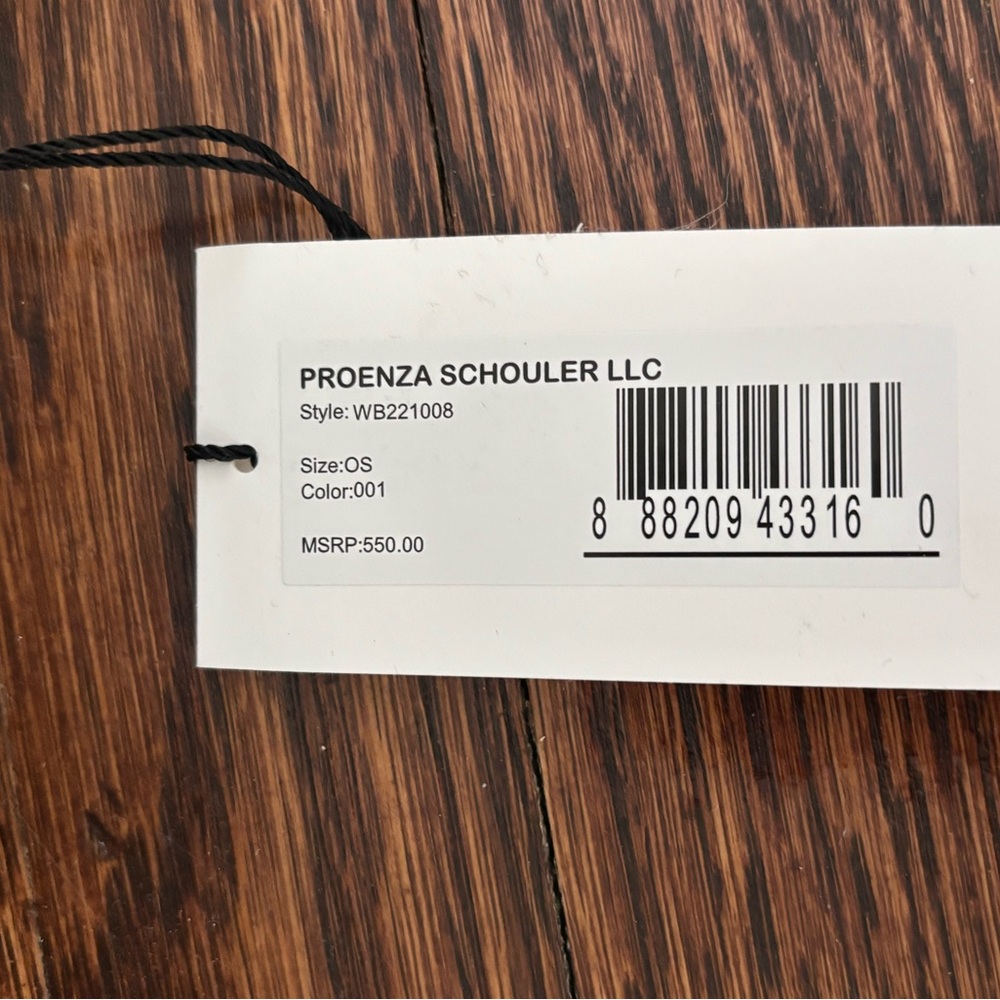 PROENZA SCHOULER LLC
Style: WB221008
Size:OS
Color:001
MSRP:550.00
8 88209 43316 0